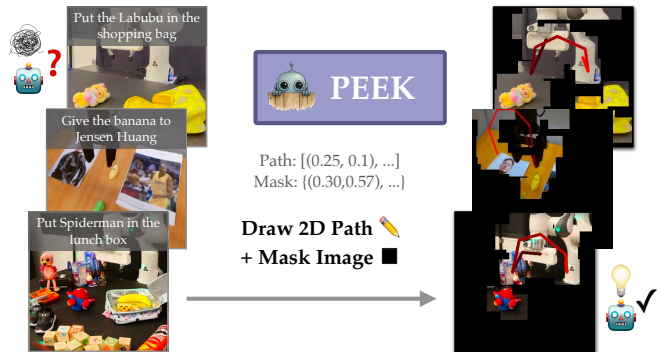 Put the Labubu in the
shopping bag
?
PEEK
Give the banana to
Jensen Huang
Path: [(0.25, 0.1), ...]
Mask: {(0.30,0.57), ...}
Put Spiderman in the
lunch box
Draw 2D Path
+ Mask Image